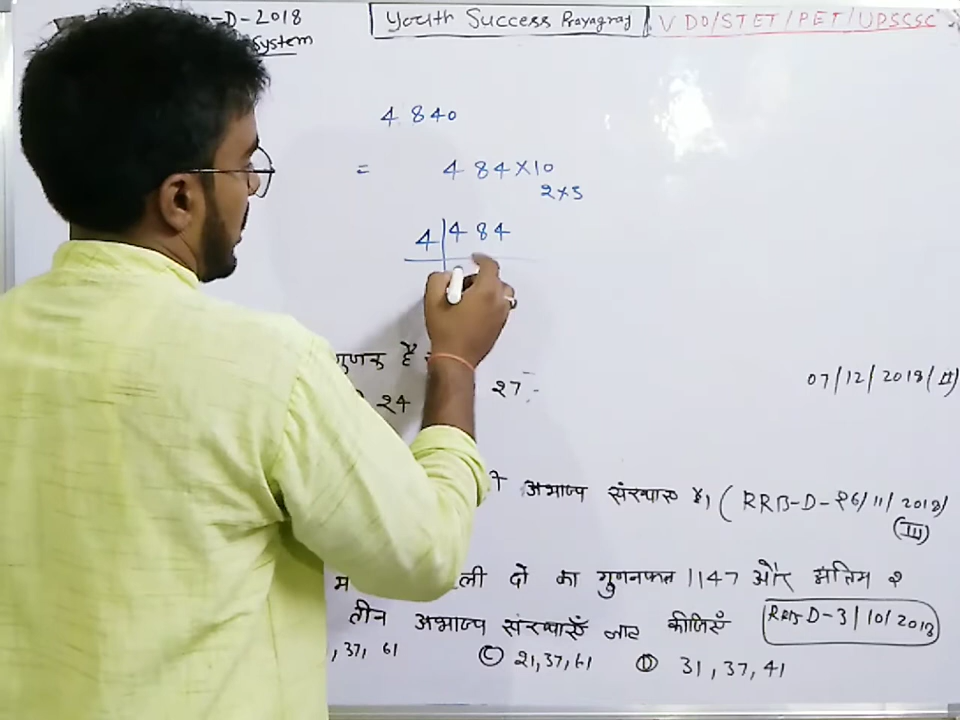 D-2018
System
Youth Success Prayagraj
VDO/STET/PET/UPSSSC
4840
= 484×10
2×5
4 484
गुणक है
24 27
07/12/2018/(II)
अभाज्य संख्याए (RRB-D-26/11/2018/
(III)
दो का गुणनफल 1147 और अंतिम २
तीन अभाज्य संख्याएँ ज्ञात कीजिएँ RRB-D-3/10/2018
, 37, 61 Ⓒ 21,37,61 Ⓓ 31,37,41